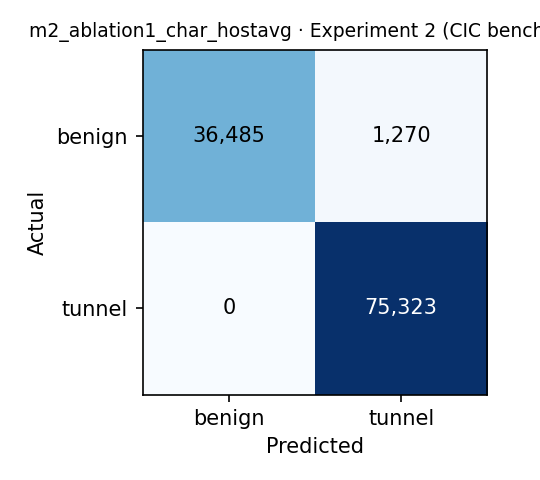 m2_ablation1_char_hostavg · Experiment 2 (CIC bench
benign
36,485
1,270
Actual
tunnel
0
75,323
benign
tunnel
Predicted